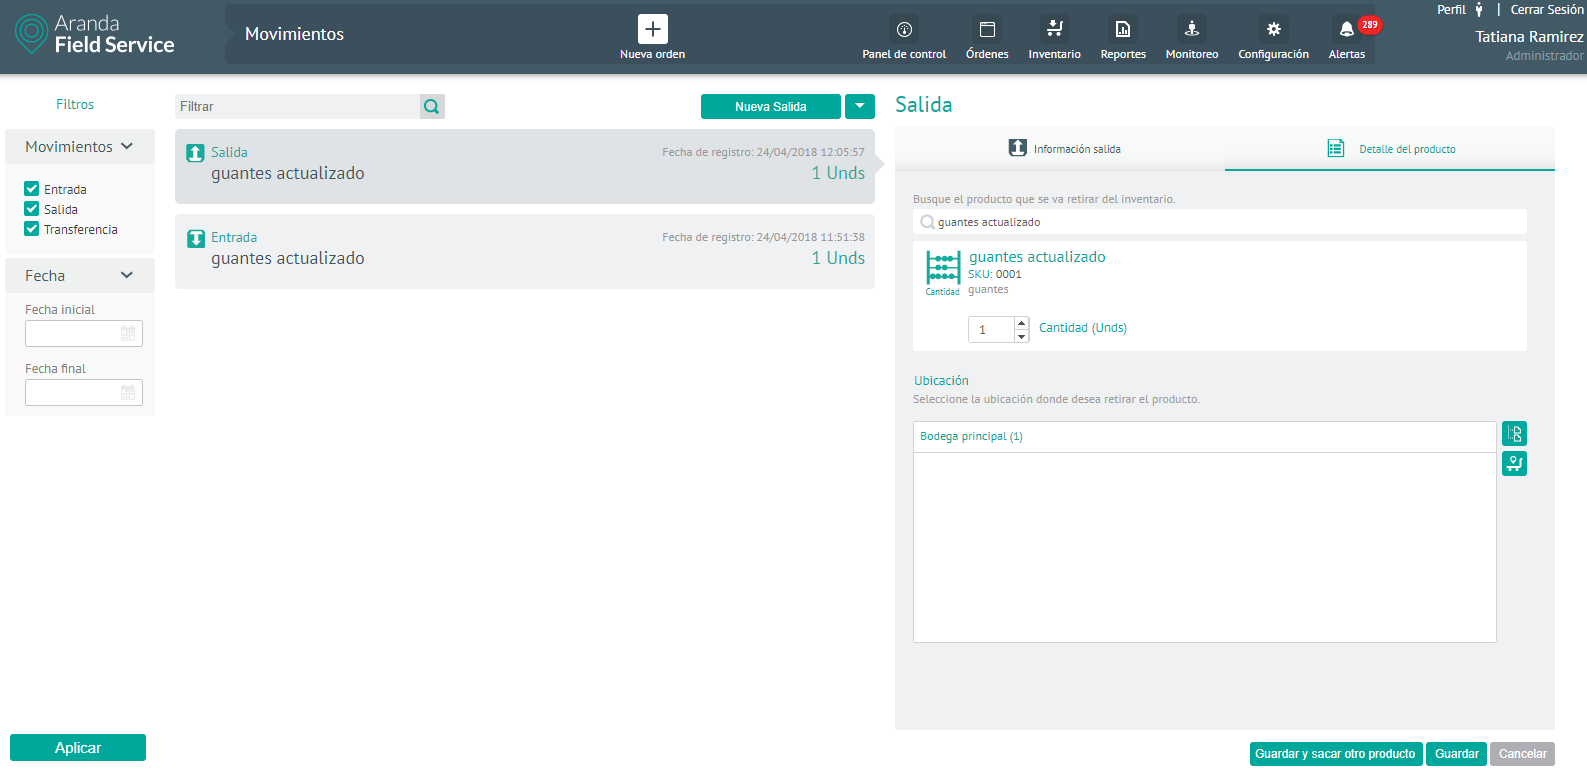 Aranda
Field Service
Movimientos
Nueva orden
Panel de control
Órdenes
Inventario
Reportes
Monitoreo
Configuración
Alertas
289
Perfil | Cerrar Sesión
Tatiana Ramirez
Administrador
Filtros
Movimientos
Entrada
Salida
Transferencia
Fecha
Fecha inicial
Fecha final
Aplicar
Filtrar
Nueva Salida
Salida
Fecha de registro: 24/04/2018 12:05:57
guantes actualizado
1 Unds
Entrada
Fecha de registro: 24/04/2018 11:51:38
guantes actualizado
1 Unds
Salida
Información salida
Detalle del producto
Busque el producto que se va retirar del inventario.
guantes actualizado
guantes actualizado
SKU: 0001
Cantidad
guantes
1
Cantidad (Unds)
Ubicación
Seleccione la ubicación donde desea retirar el producto.
Bodega principal (1)
Guardar y sacar otro producto
Guardar
Cancelar